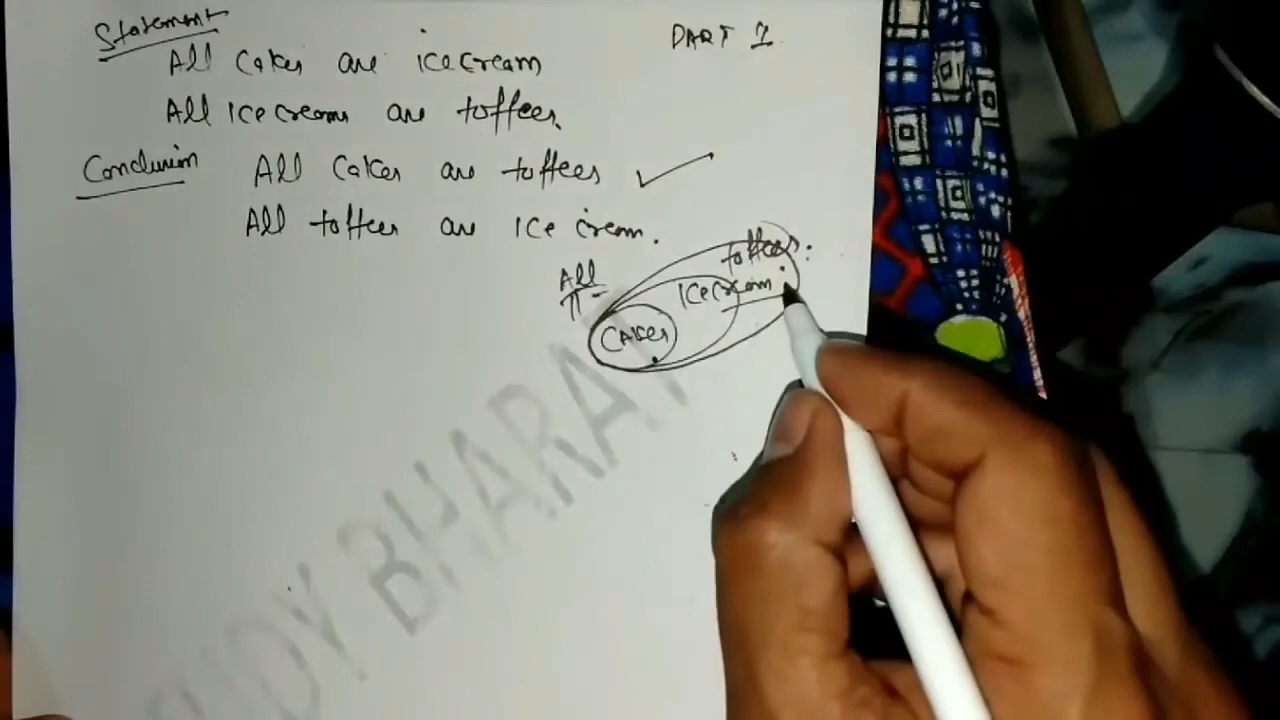 Statement
PART 1
All Cakes are icecream
All Icecreams are toffees.
Conclusion
All Cakes are toffees ✓
All toffees are Ice cream.
All
toffees.
Icecream
Cakes
BHARAT